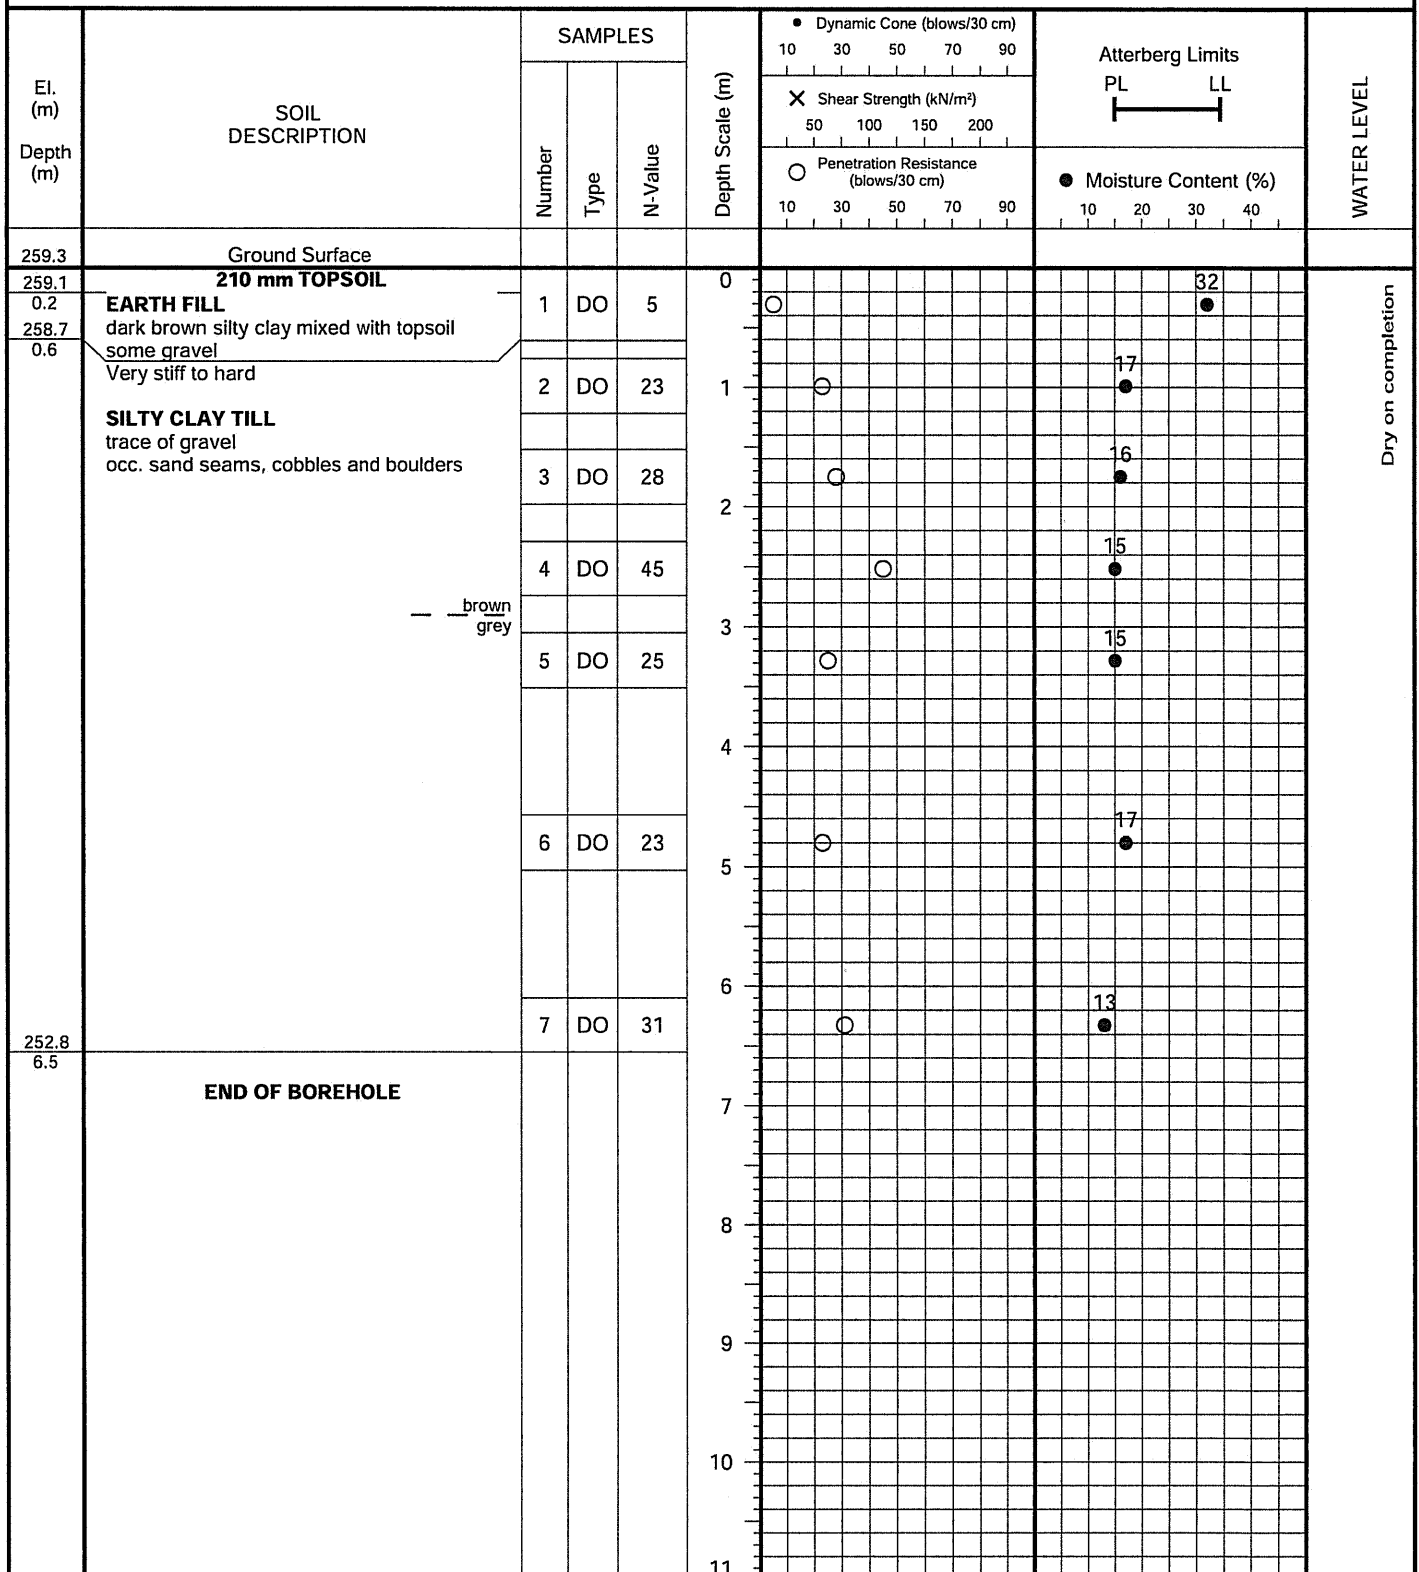 El.
(m)
Depth
(m)
SOIL
DESCRIPTION
SAMPLES
Number
Type
N-Value
Depth Scale (m)
• Dynamic Cone (blows/30 cm)
10 30 50 70 90
X Shear Strength (kN/m²)
50 100 150 200
O Penetration Resistance
(blows/30 cm)
10 30 50 70 90
Atterberg Limits
PL LL
● Moisture Content (%)
10 20 30 40
WATER LEVEL
259.3 Ground Surface
259.1 210 mm TOPSOIL 0
0.2 EARTH FILL 1 DO 5 32
258.7 dark brown silty clay mixed with topsoil
0.6 some gravel
Very stiff to hard 2 DO 23 1 17
SILTY CLAY TILL
trace of gravel
occ. sand seams, cobbles and boulders 3 DO 28 16
2
4 DO 45 15
brown
grey 3
5 DO 25 15
4
6 DO 23 17
5
6
7 DO 31 13
252.8
6.5
END OF BOREHOLE
7
8
9
10
11
Dry on completion